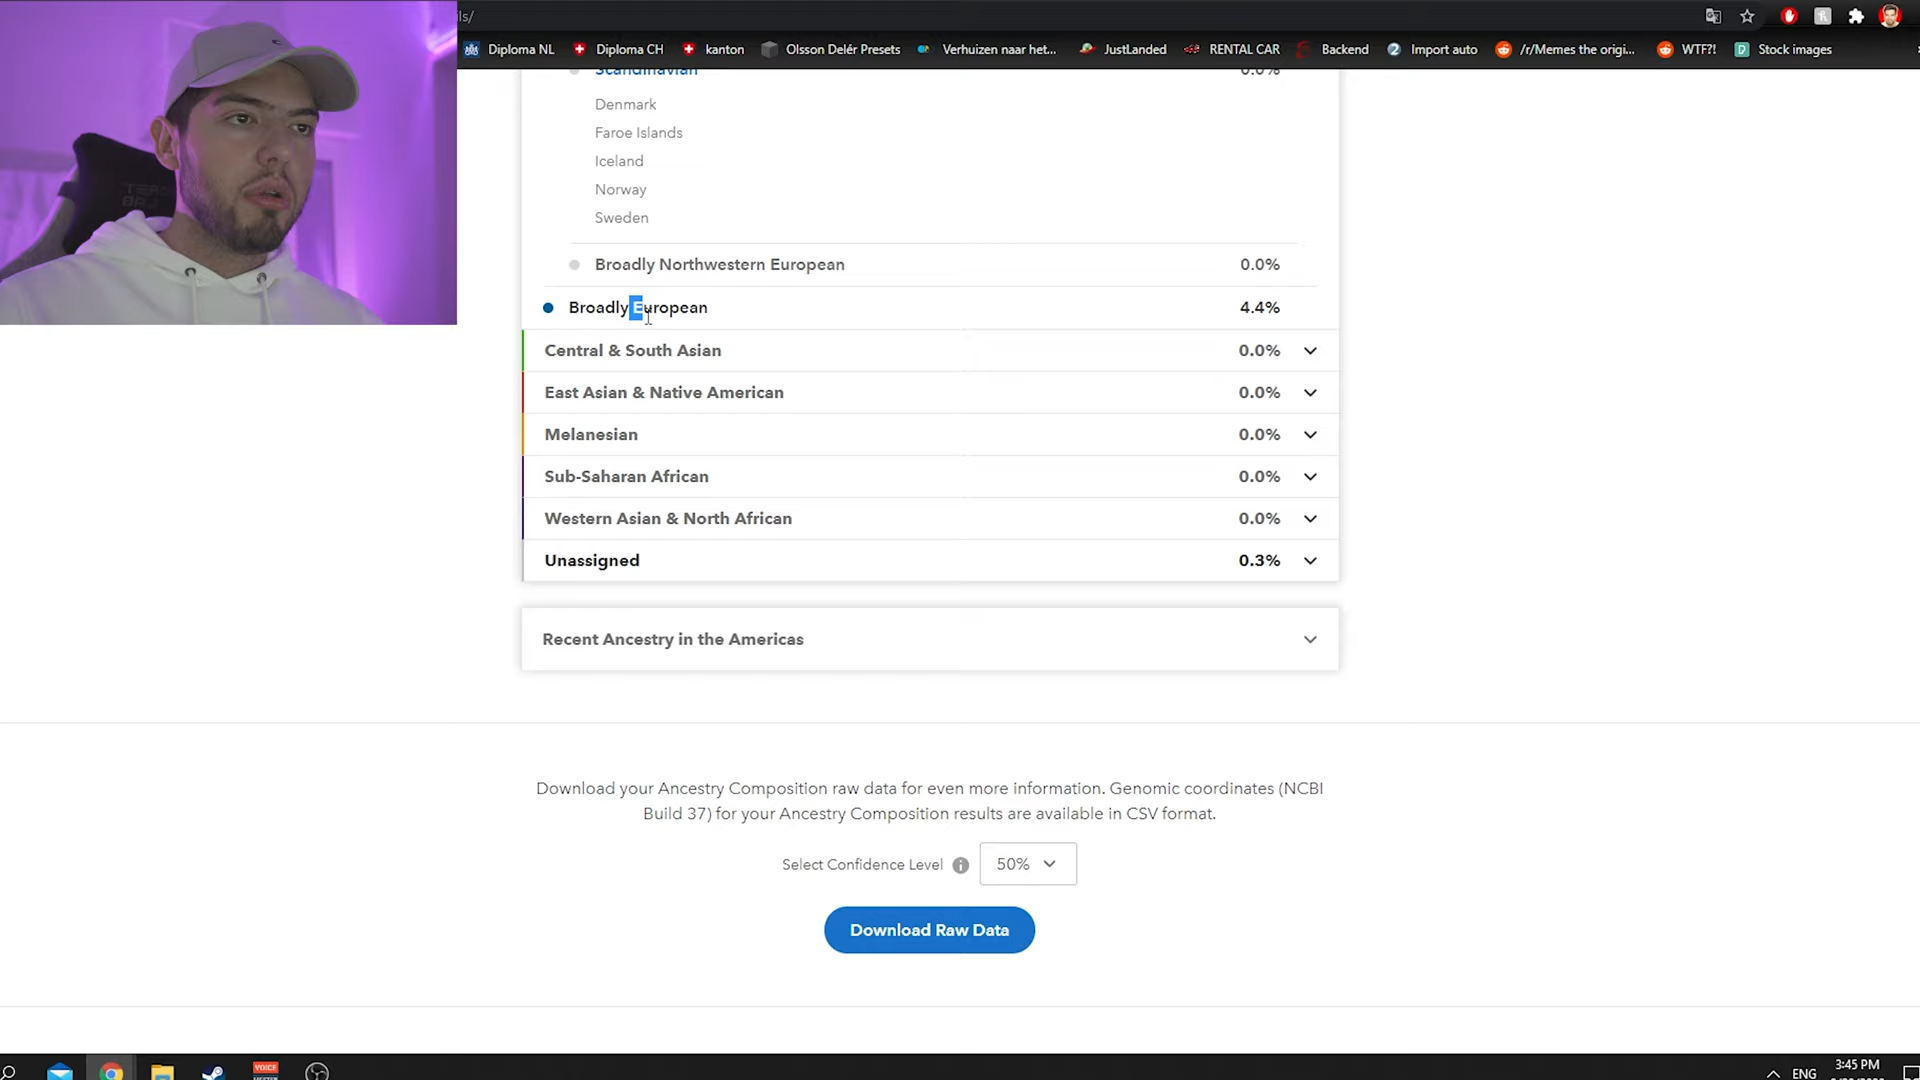 ils/
Diploma NL Diploma CH kanton Olsson Delér Presets Verhuizen naar het... JustLanded RENTAL CAR Backend Import auto /r/Memes the origi... WTF?! Stock images
Scandinavian 0.0%
Denmark
Faroe Islands
Iceland
Norway
Sweden
Broadly Northwestern European 0.0%
Broadly European 4.4%
Central & South Asian 0.0%
East Asian & Native American 0.0%
Melanesian 0.0%
Sub-Saharan African 0.0%
Western Asian & North African 0.0%
Unassigned 0.3%
Recent Ancestry in the Americas
Download your Ancestry Composition raw data for even more information. Genomic coordinates (NCBI
Build 37) for your Ancestry Composition results are available in CSV format.
Select Confidence Level 50%
Download Raw Data
VOICE
ENG 3:45 PM